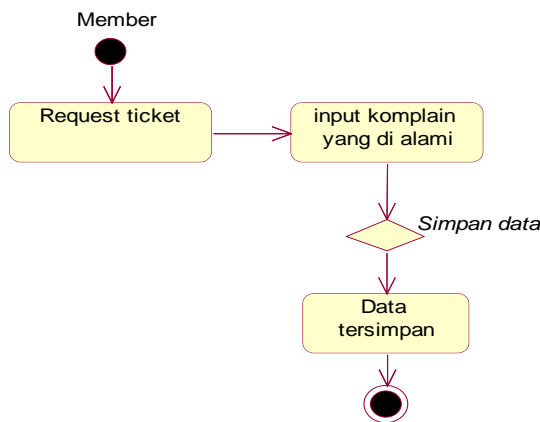 Member
Request ticket
input komplain
yang di alami
Simpan data
Data
tersimpan